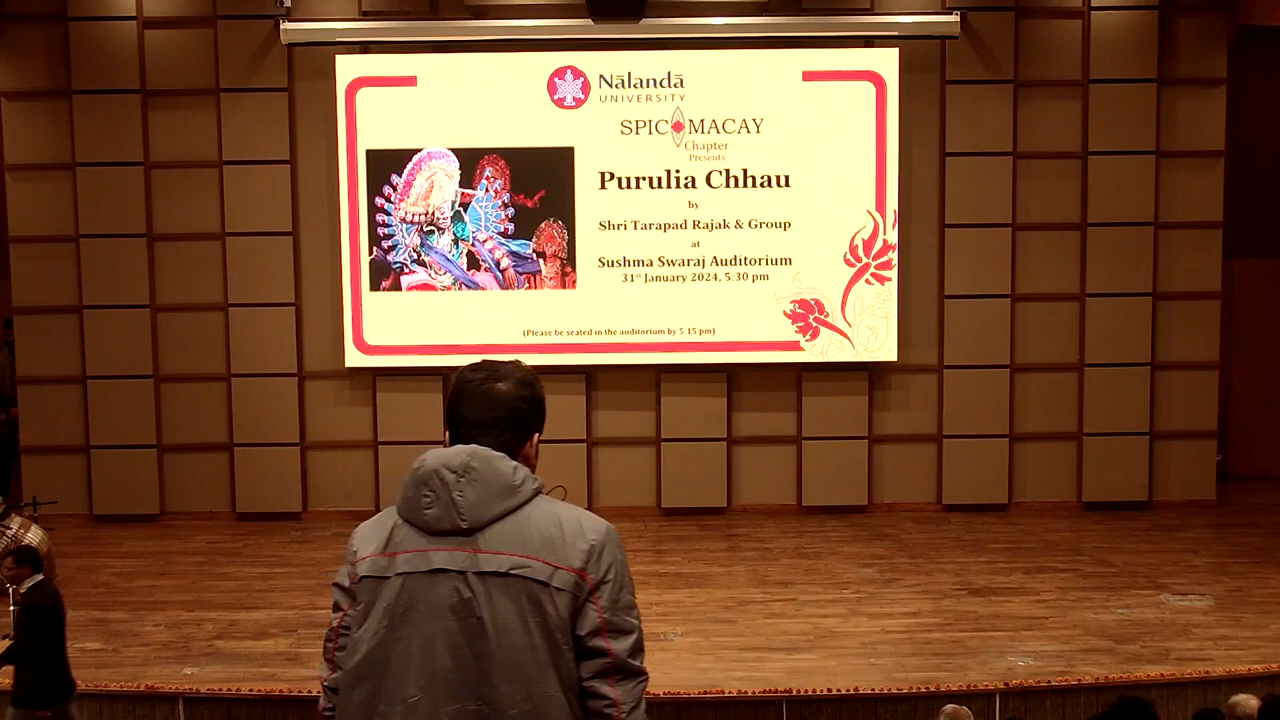 Nālandā
UNIVERSITY
SPIC MACAY
Chapter
Presents
Purulia Chhau
by
Shri Tarapad Rajak & Group
at
Sushma Swaraj Auditorium
31st January 2024, 5:30 pm
(Please be seated in the auditorium by 5 15 pm)